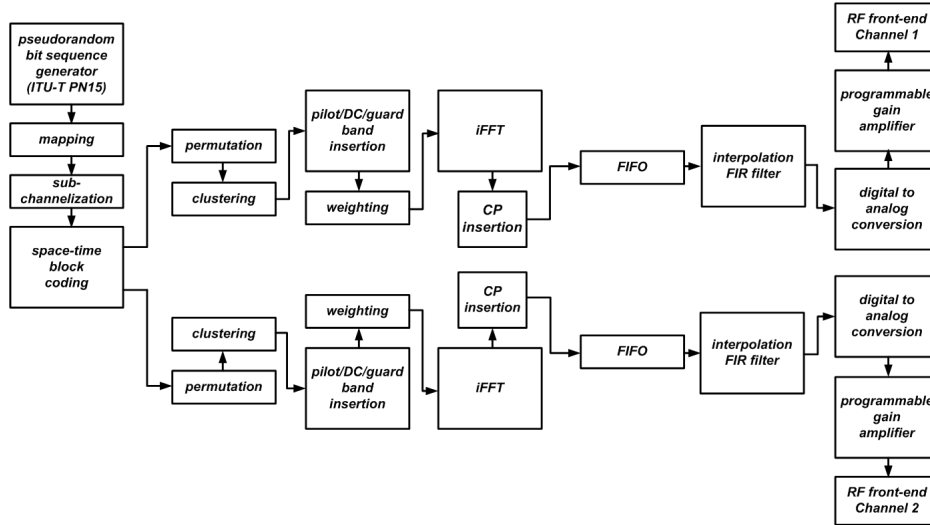 pseudorandom
bit sequence
generator
(ITU-T PN15)
mapping
sub-
channelization
space-time
block
coding
permutation
clustering
pilot/DC/guard
band
insertion
weighting
iFFT
CP
insertion
FIFO
interpolation
FIR filter
digital to
analog
conversion
programmable
gain
amplifier
RF front-end
Channel 1
permutation
clustering
pilot/DC/guard
band
insertion
weighting
iFFT
CP
insertion
FIFO
interpolation
FIR filter
digital to
analog
conversion
programmable
gain
amplifier
RF front-end
Channel 2